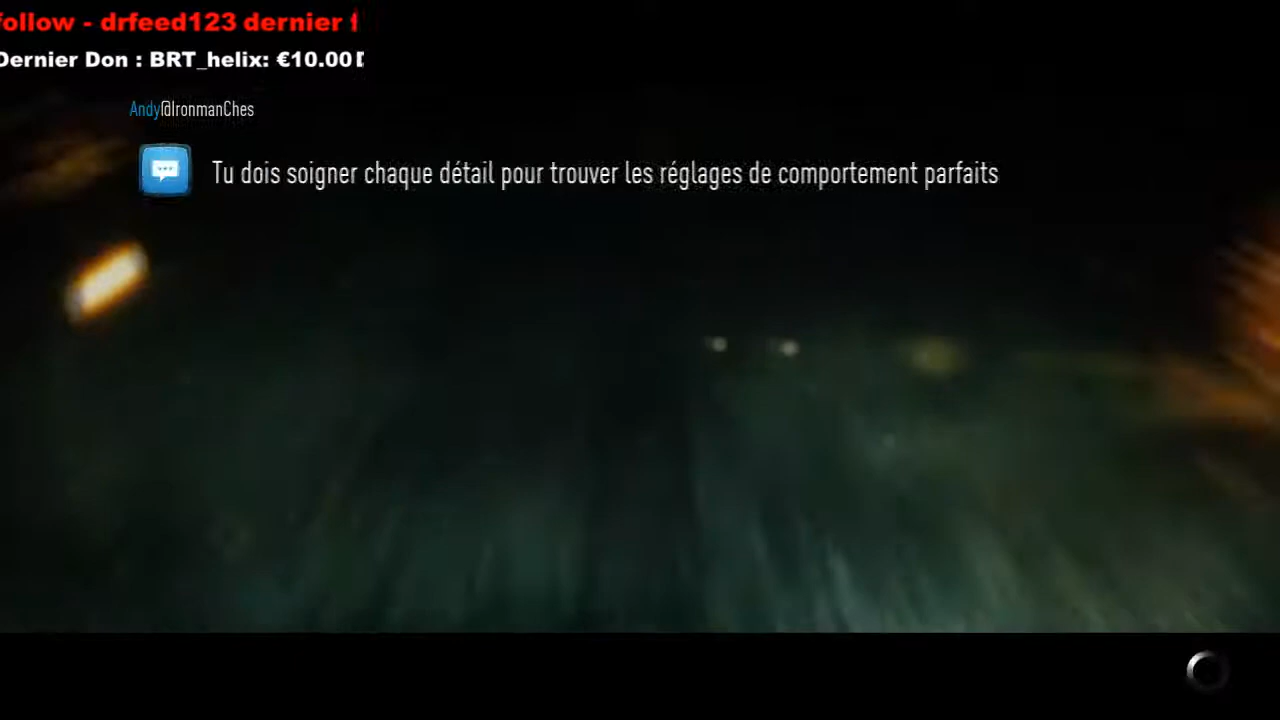 follow - drfeed123 dernier f
Dernier Don : BRT_helix: €10.00 D
Andy@IronmanChes
Tu dois soigner chaque détail pour trouver les réglages de comportement parfaits